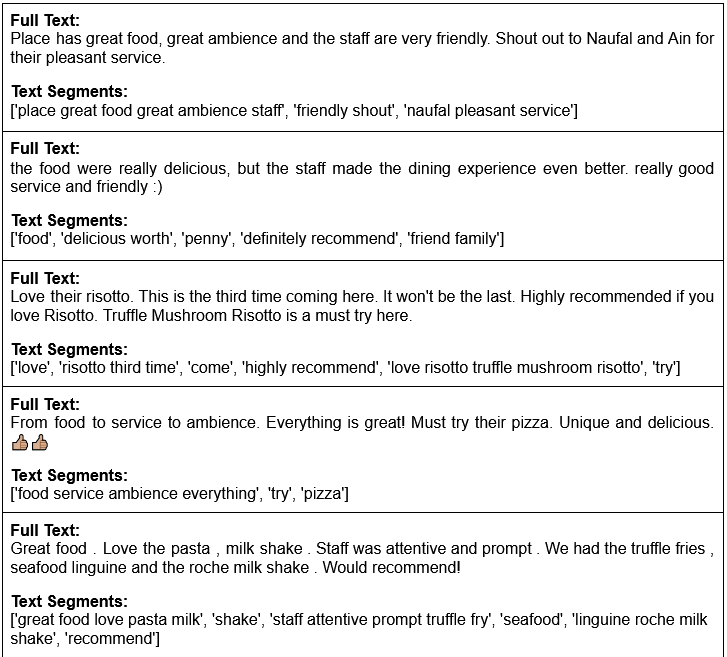 Full Text:
Place has great food, great ambience and the staff are very friendly. Shout out to Naufal and Ain for
their pleasant service.
Text Segments:
['place great food great ambience staff', 'friendly shout', 'naufal pleasant service']
Full Text:
the food were really delicious, but the staff made the dining experience even better. really good
service and friendly :)
Text Segments:
['food', 'delicious worth', 'penny', 'definitely recommend', 'friend family']
Full Text:
Love their risotto. This is the third time coming here. It won't be the last. Highly recommended if you
love Risotto. Truffle Mushroom Risotto is a must try here.
Text Segments:
['love', 'risotto third time', 'come', 'highly recommend', 'love risotto truffle mushroom risotto', 'try']
Full Text:
From food to service to ambience. Everything is great! Must try their pizza. Unique and delicious.
👍🏽👍🏽
Text Segments:
['food service ambience everything', 'try', 'pizza']
Full Text:
Great food . Love the pasta , milk shake . Staff was attentive and prompt . We had the truffle fries ,
seafood linguine and the roche milk shake . Would recommend!
Text Segments:
['great food love pasta milk', 'shake', 'staff attentive prompt truffle fry', 'seafood', 'linguine roche milk
shake', 'recommend']